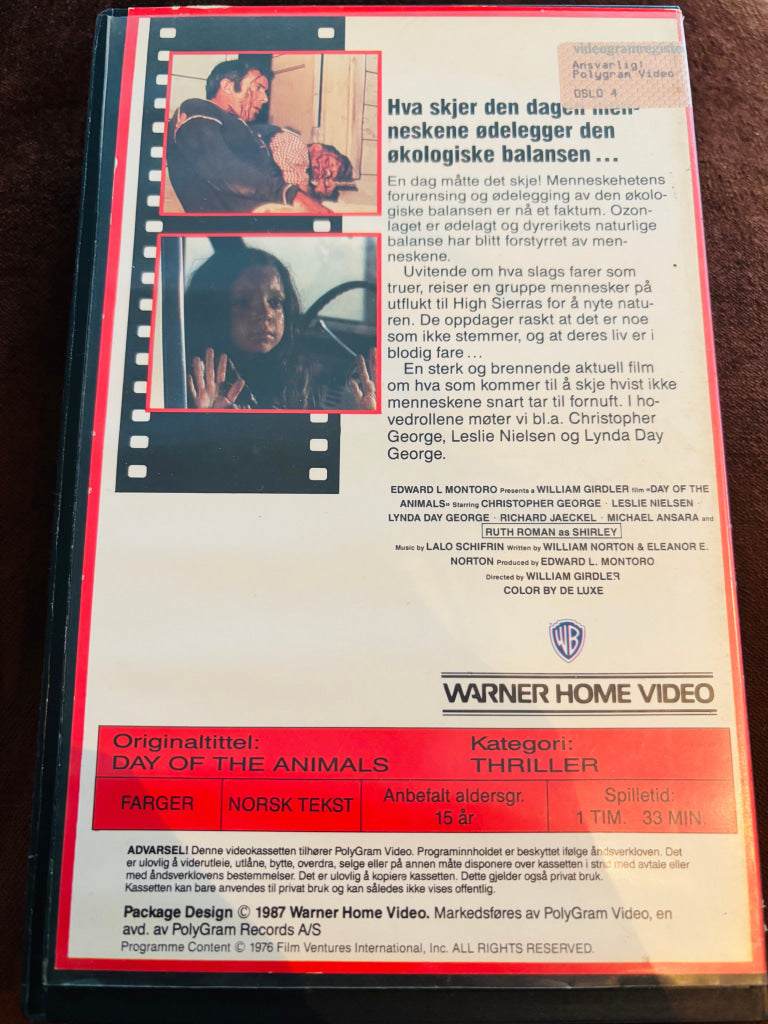 videogramregiste
Ansvarlig:
Polygram Video
OSLO 4
Hva skjer den dagen men-
neskene ødelegger den
økologiske balansen...
En dag måtte det skje! Menneskehetens
forurensing og ødelegging av den økolo-
giske balansen er nå et faktum. Ozon-
laget er ødelagt og dyrerikets naturlige
balanse har blitt forstyrret av men-
neskene.
Uvitende om hva slags farer som
truer, reiser en gruppe mennesker på
utflukt til High Sierras for å nyte natu-
ren. De oppdager raskt at det er noe
som ikke stemmer, og at deres liv er i
blodig fare...
En sterk og brennende aktuell film
om hva som kommer til å skje hvist ikke
menneskene snart tar til fornuft. I ho-
vedrollene møter vi bl.a. Christopher
George, Leslie Nielsen og Lynda Day
George.
EDWARD L MONTORO Presents a WILLIAM GIRDLER film «DAY OF THE
ANIMALS» Starring CHRISTOPHER GEORGE · LESLIE NIELSEN ·
LYNDA DAY GEORGE · RICHARD JAECKEL · MICHAEL ANSARA and
RUTH ROMAN as SHIRLEY
Music by LALO SCHIFRIN Written by WILLIAM NORTON & ELEANOR E.
NORTON Produced by EDWARD L. MONTORO
Directed by WILLIAM GIRDLER
COLOR BY DE LUXE
WB
WARNER HOME VIDEO
Originaltittel:
DAY OF THE ANIMALS
Kategori:
THRILLER
FARGER
NORSK TEKST
Anbefalt aldersgr.
15 år
Spilletid:
1 TIM. 33 MIN.
ADVARSEL! Denne videokassetten tilhører PolyGram Video. Programinnholdet er beskyttet ifølge åndsverkloven. Det
er ulovlig å viderutleie, utlåne, bytte, overdra, selge eller på annen måte disponere over kassetten i strid med avtale eller
med åndsverklovens bestemmelser. Det er ulovlig å kopiere kassetten. Dette gjelder også privat bruk.
Kassetten kan bare anvendes til privat bruk og kan således ikke vises offentlig.
Package Design © 1987 Warner Home Video. Markedsføres av PolyGram Video, en
avd. av PolyGram Records A/S
Programme Content © 1976 Film Ventures International, Inc. ALL RIGHTS RESERVED.